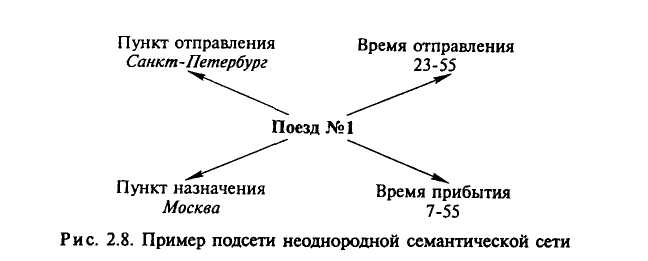 Пункт отправления
Санкт-Петербург
Время отправления
23-55
Поезд №1
Пункт назначения
Москва
Время прибытия
7-55
Рис. 2.8. Пример подсети неоднородной семантической сети